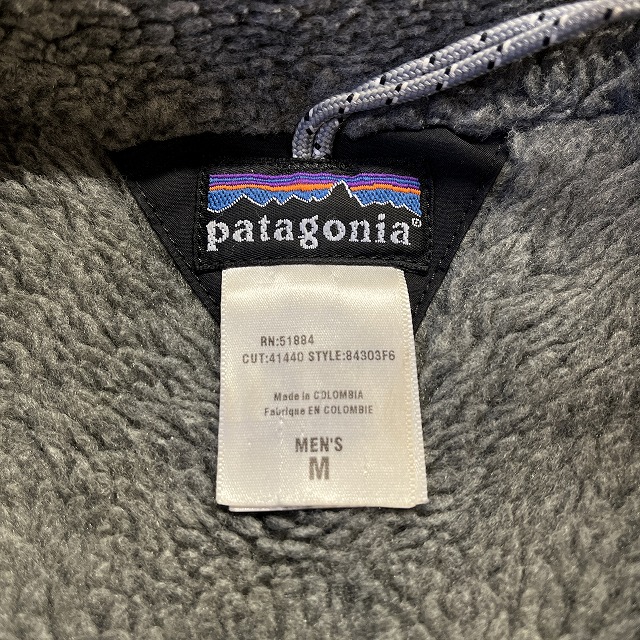 patagonia®
RN:51884
CUT:41440 STYLE:84303F6
Made in COLOMBIA
Fabriqué EN COLOMBIE
MEN'S
M